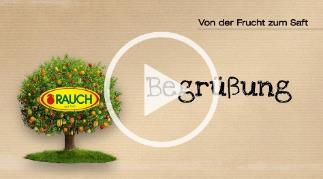 Von der Frucht zum Saft
Begrüßung
RAUCH